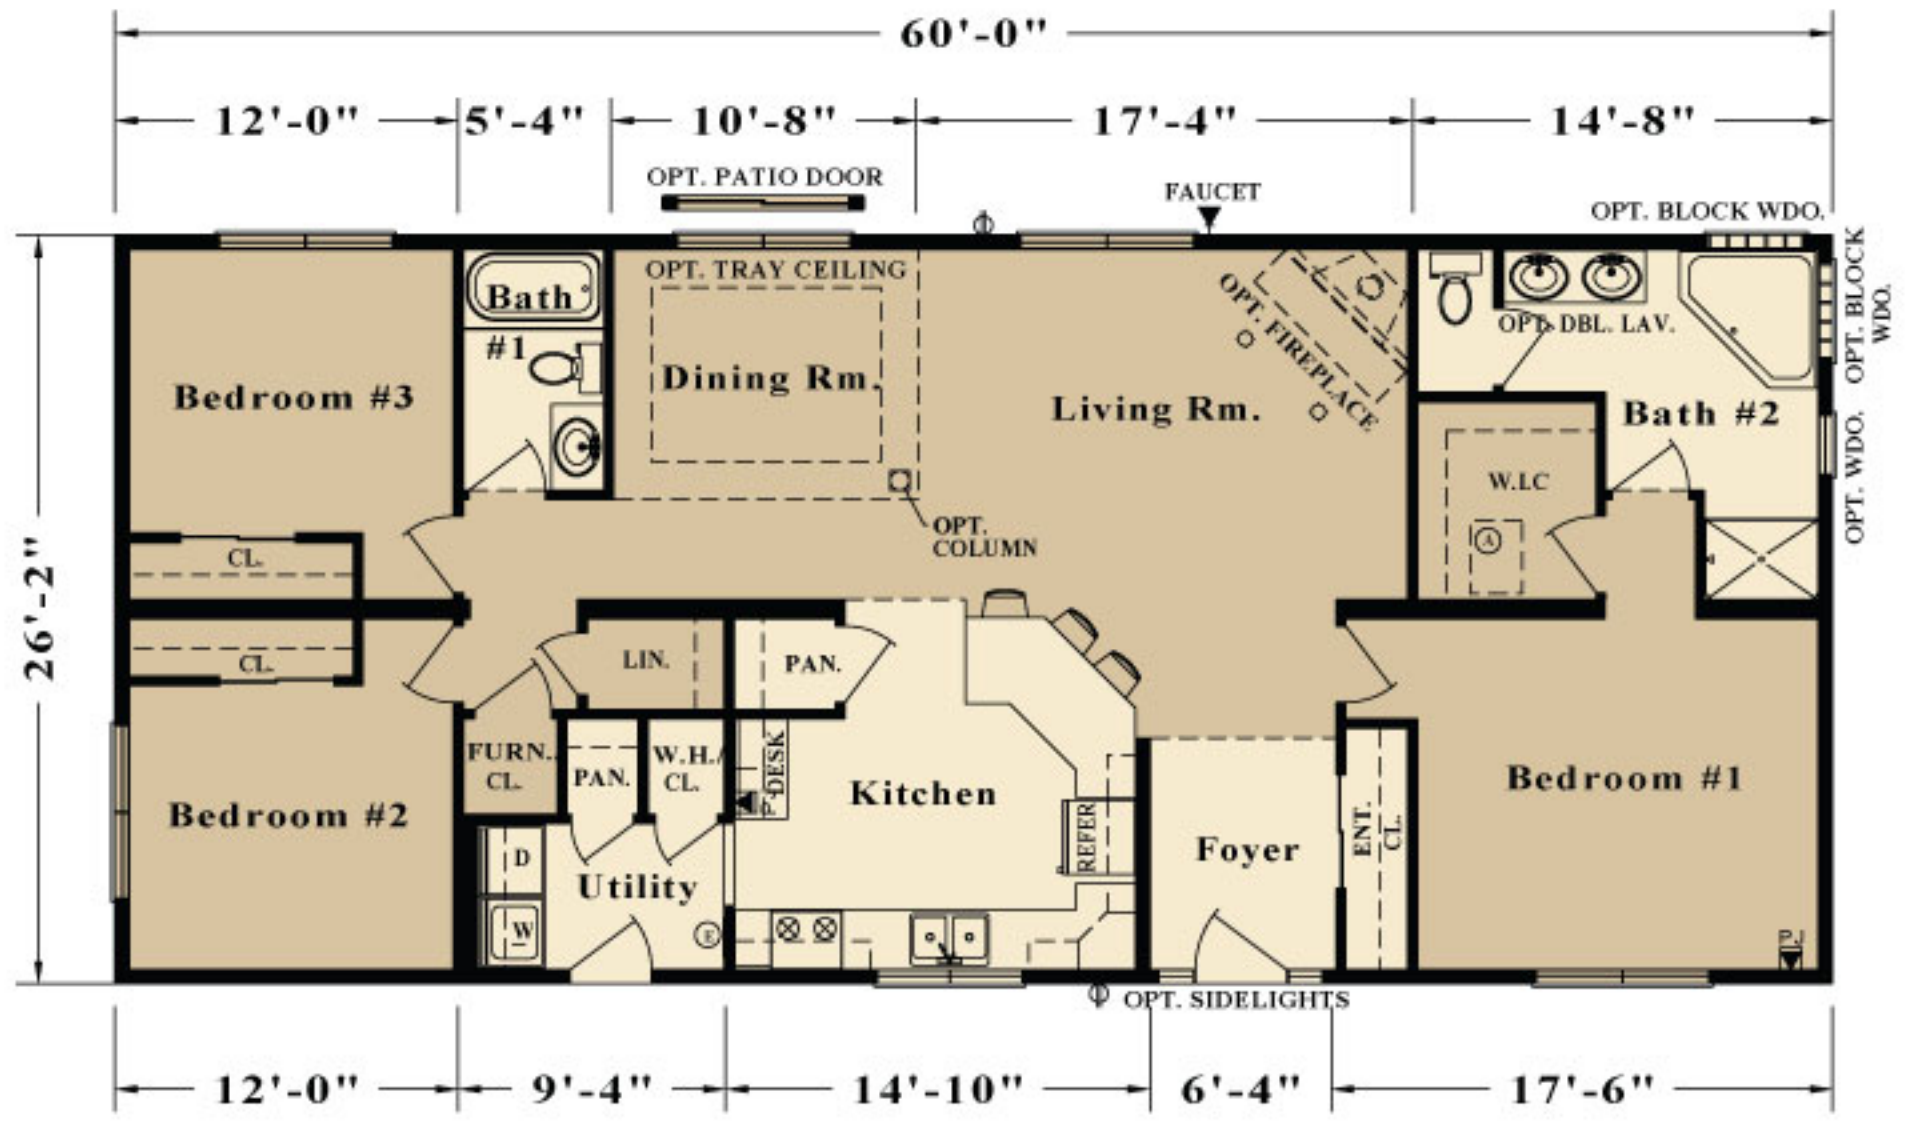 60'-0"
12'-0" 5'-4" 10'-8" 17'-4" 14'-8"
OPT. PATIO DOOR
FAUCET
OPT. BLOCK WDO.
OPT. BLOCK
WDO.
OPT. TRAY CEILING
Bath
#1
OPT. FIREPLACE
OPT. DBL. LAV.
Bedroom #3
Dining Rm.
Living Rm.
Bath #2
OPT. WDO.
W.I.C
A
OPT.
COLUMN
CL.
26'-2"
CL.
LIN.
PAN.
FURN.
CL.
PAN.
W.H./
CL.
DESK
P.
Bedroom #2
Kitchen
Bedroom #1
REFER
Foyer
ENT.
CL.
D
Utility
W
E
P.J
OPT. SIDELIGHTS
12'-0" 9'-4" 14'-10" 6'-4" 17'-6"